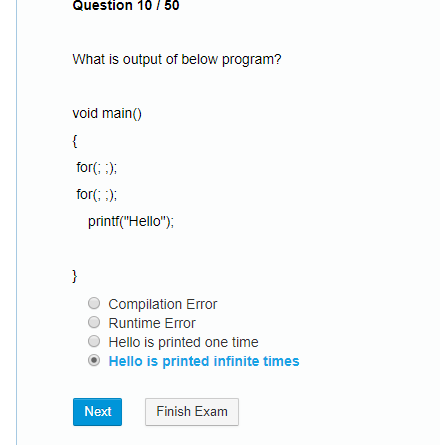 Question 10 / 50
What is output of below program?
void main()
{
for(; ;);
for(; ;);
printf("Hello");
}
Compilation Error
Runtime Error
Hello is printed one time
Hello is printed infinite times
Next Finish Exam